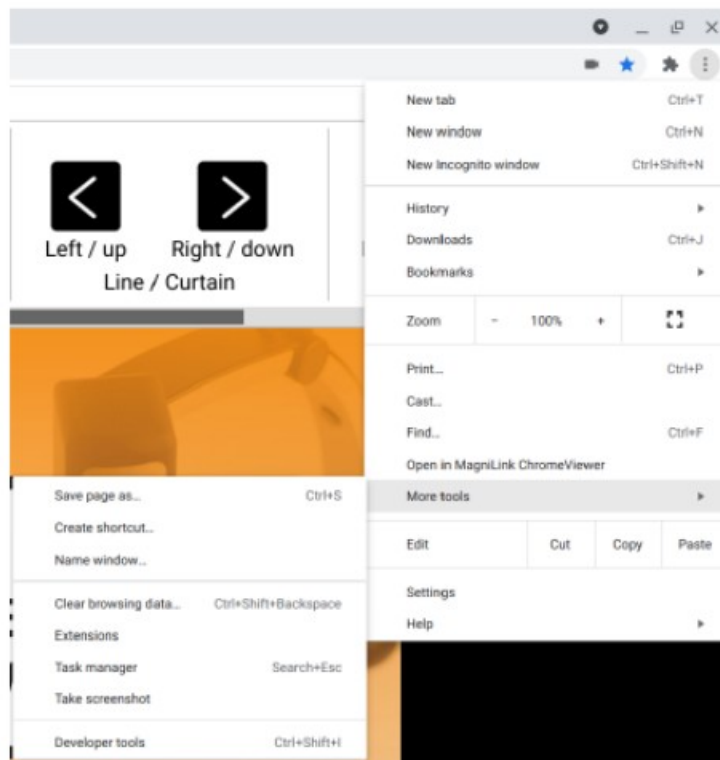 New tab Ctrl+T
New window Ctrl+N
New Incognito window Ctrl+Shift+N
History
Downloads Ctrl+J
Bookmarks
Zoom - 100% +
Print... Ctrl+P
Cast...
Find... Ctrl+F
Open in MagniLink ChromeViewer
More tools
Edit Cut Copy Paste
Settings
Help
Left / up Right / down
Line / Curtain
Save page as... Ctrl+S
Create shortcut...
Name window...
Clear browsing data... Ctrl+Shift+Backspace
Extensions
Task manager Search+Esc
Take screenshot
Developer tools Ctrl+Shift+I